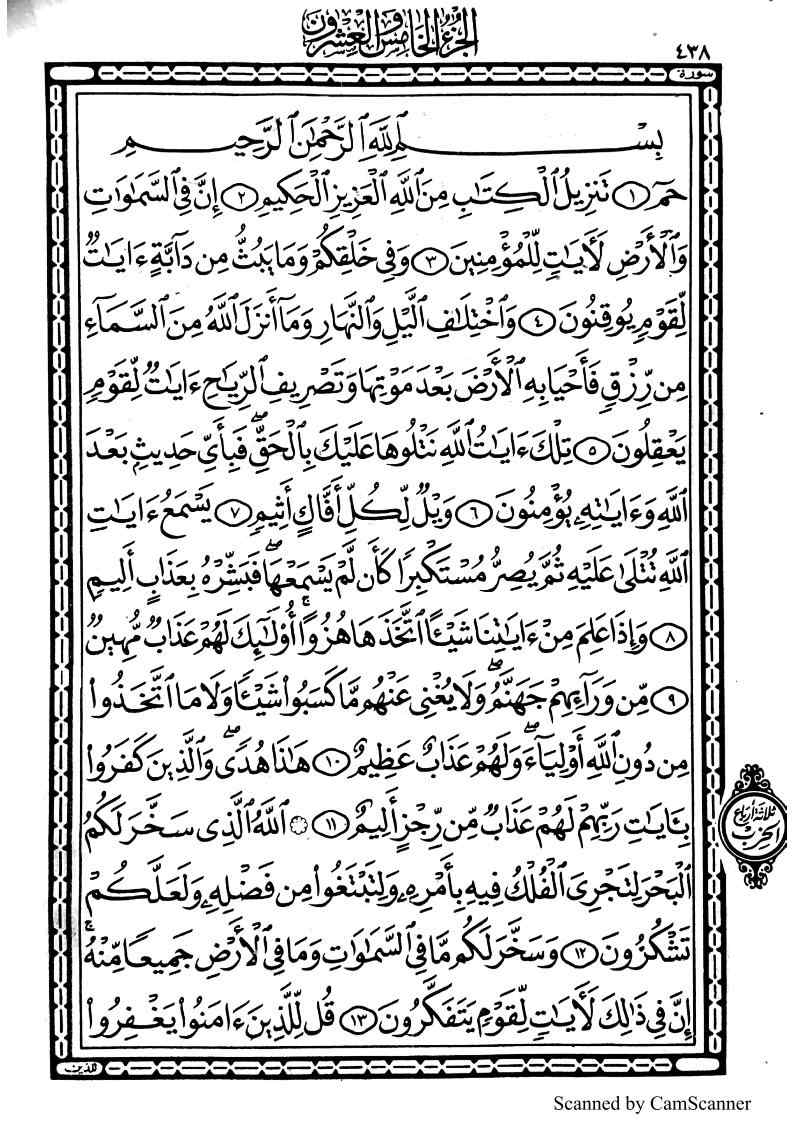 الجزء الخامس والعشرون
٤٣٨
سورة
بِسْمِ ٱللَّهِ ٱلرَّحْمَٰنِ ٱلرَّحِيمِ
حمٓ ١ تَنزِيلُ ٱلْكِتَٰبِ مِنَ ٱللَّهِ ٱلْعَزِيزِ ٱلْحَكِيمِ ٢ إِنَّ فِي ٱلسَّمَٰوَٰتِ
وَٱلْأَرْضِ لَأٓيَٰتٍ لِّلْمُؤْمِنِينَ ٣ وَفِي خَلْقِكُمْ وَمَا يَبُثُّ مِن دَآبَّةٍ ءَايَٰتٌ
لِّقَوْمٍ يُوقِنُونَ ٤ وَٱخْتِلَٰفِ ٱلَّيْلِ وَٱلنَّهَارِ وَمَآ أَنزَلَ ٱللَّهُ مِنَ ٱلسَّمَآءِ
مِن رِّزْقٍ فَأَحْيَا بِهِ ٱلْأَرْضَ بَعْدَ مَوْتِهَا وَتَصْرِيفِ ٱلرِّيَٰحِ ءَايَٰتٌ لِّقَوْمٍ
يَعْقِلُونَ ٥ تِلْكَ ءَايَٰتُ ٱللَّهِ نَتْلُوهَا عَلَيْكَ بِٱلْحَقِّۖ فَبِأَيِّ حَدِيثٍۭ بَعْدَ
ٱللَّهِ وَءَايَٰتِهِۦ يُؤْمِنُونَ ٦ وَيْلٌ لِّكُلِّ أَفَّاكٍ أَثِيمٍ ٧ يَسْمَعُ ءَايَٰتِ
ٱللَّهِ تُتْلَىٰ عَلَيْهِ ثُمَّ يُصِرُّ مُسْتَكْبِرًا كَأَن لَّمْ يَسْمَعْهَاۖ فَبَشِّرْهُ بِعَذَابٍ أَلِيمٍ
٨ وَإِذَا عَلِمَ مِنْ ءَايَٰتِنَا شَيْـًٔا ٱتَّخَذَهَا هُزُوًاۚ أُو۟لَٰٓئِكَ لَهُمْ عَذَابٌ مُّهِينٌ
٩ مِّن وَرَآئِهِمْ جَهَنَّمُۖ وَلَا يُغْنِي عَنْهُم مَّا كَسَبُوا۟ شَيْـًٔا وَلَا مَا ٱتَّخَذُوا۟
مِن دُونِ ٱللَّهِ أَوْلِيَآءَۖ وَلَهُمْ عَذَابٌ عَظِيمٌ ١٠ هَٰذَا هُدًىۖ وَٱلَّذِينَ كَفَرُوا۟
بِـَٔايَٰتِ رَبِّهِمْ لَهُمْ عَذَابٌ مِّن رِّجْزٍ أَلِيمٌ ١١ ۞ ٱللَّهُ ٱلَّذِي سَخَّرَ لَكُمُ
ٱلْبَحْرَ لِتَجْرِيَ ٱلْفُلْكُ فِيهِ بِأَمْرِهِۦ وَلِتَبْتَغُوا۟ مِن فَضْلِهِۦ وَلَعَلَّكُمْ
تَشْكُرُونَ ١٢ وَسَخَّرَ لَكُم مَّا فِي ٱلسَّمَٰوَٰتِ وَمَا فِي ٱلْأَرْضِ جَمِيعًا مِّنْهُۚ
إِنَّ فِي ذَٰلِكَ لَأٓيَٰتٍ لِّقَوْمٍ يَتَفَكَّرُونَ ١٣ قُل لِّلَّذِينَ ءَامَنُوا۟ يَغْفِرُوا۟
ثلاثة أرباع
الحزب
للذين
Scanned by CamScanner